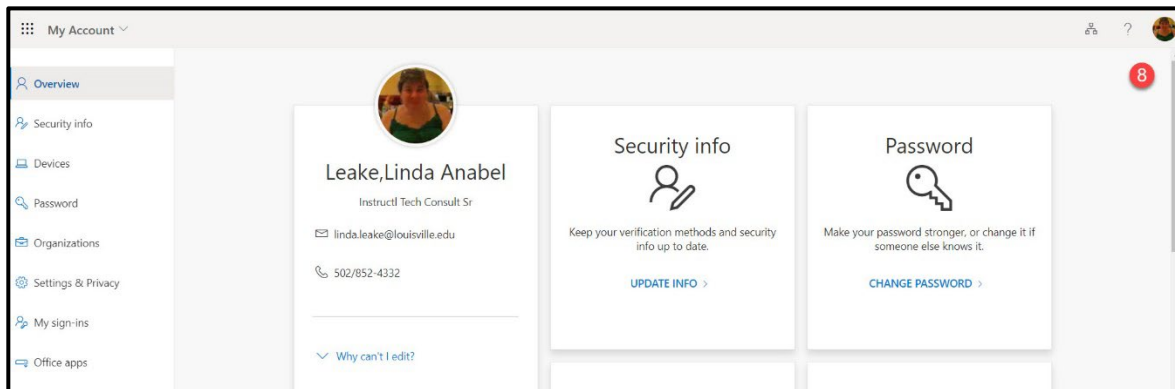 My Account
?
8
Overview
Security info
Devices
Password
Organizations
Settings & Privacy
My sign-ins
Office apps
Leake,Linda Anabel
Instructl Tech Consult Sr
linda.leake@louisville.edu
502/852-4332
Why can't I edit?
Security info
Keep your verification methods and security
info up to date.
UPDATE INFO >
Password
Make your password stronger, or change it if
someone else knows it.
CHANGE PASSWORD >